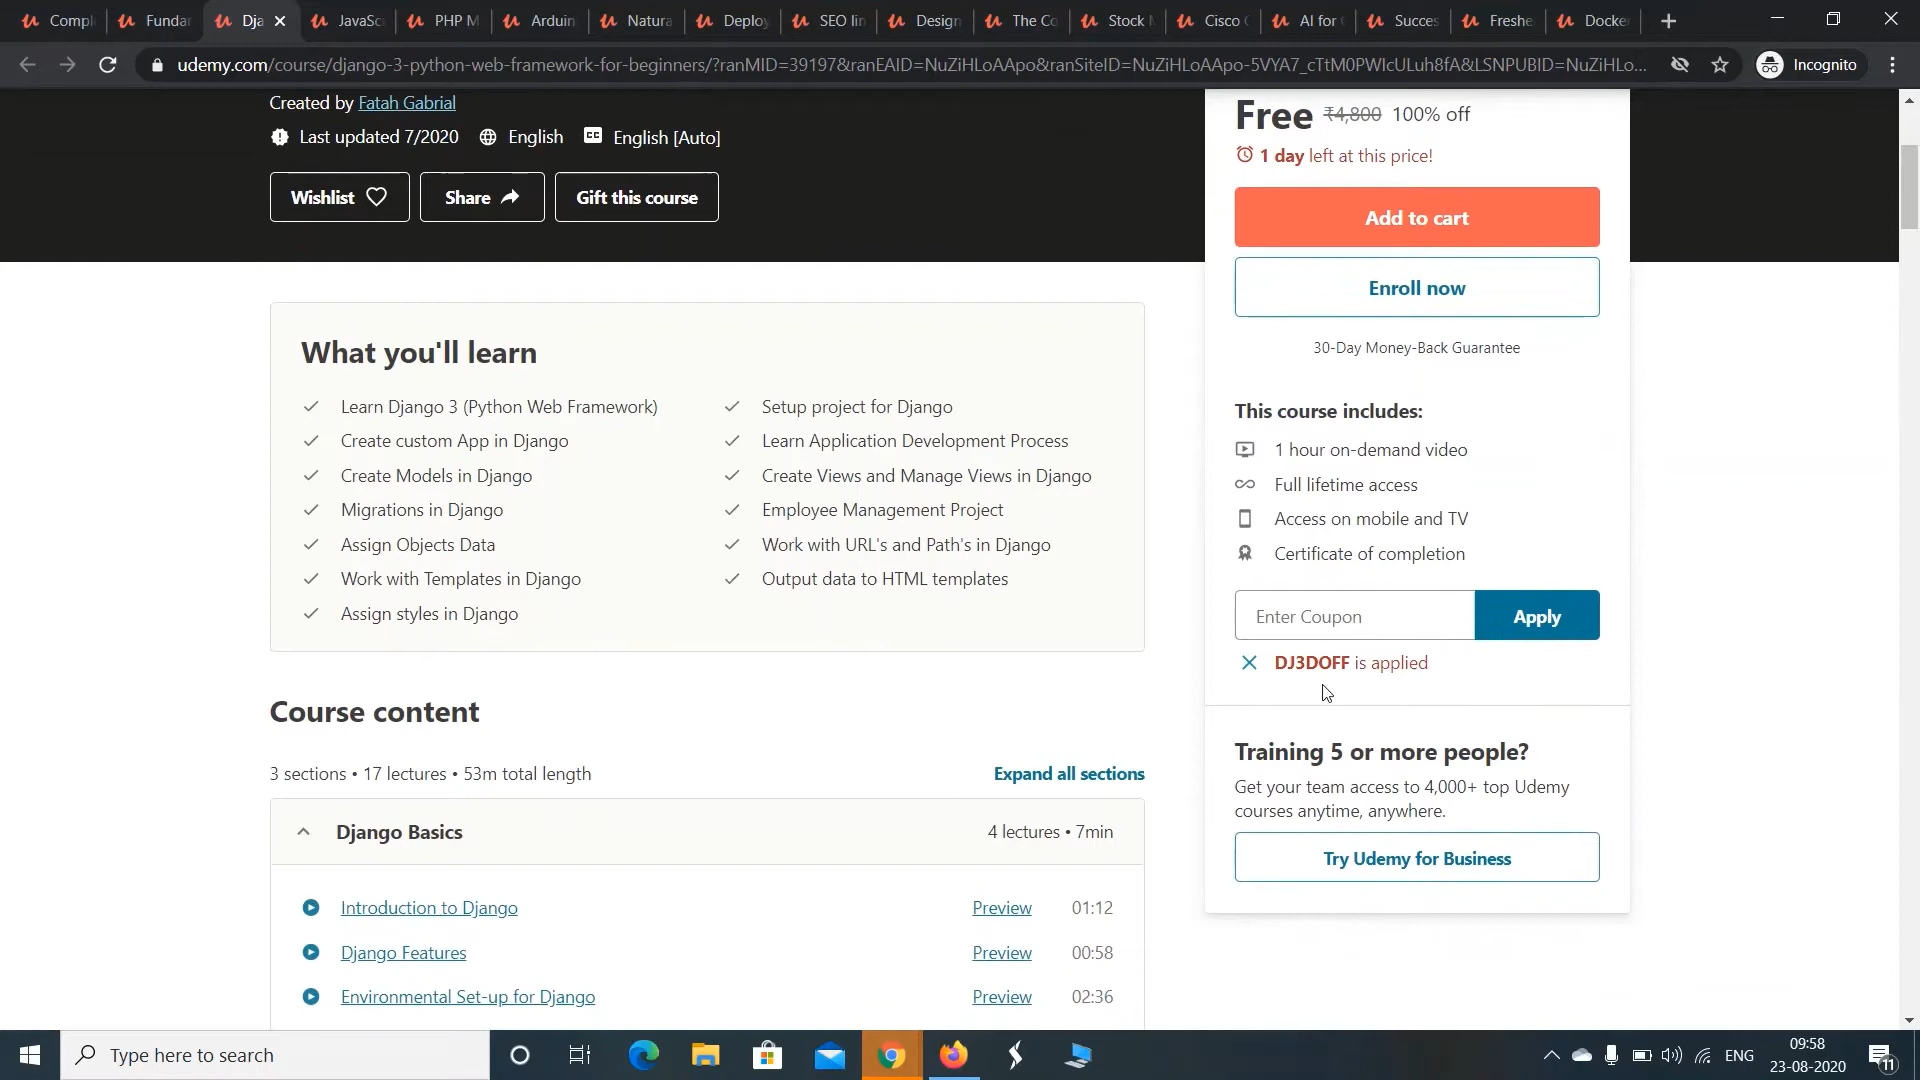 Compl
Funda
Dja
JavaSc
PHP M
Arduin
Natura
Deploy
SEO lin
Design
The Co
Stock M
Cisco C
AI for
Succes
Freshe
Docke
udemy.com/course/django-3-python-web-framework-for-beginners/?ranMID=39197&ranEAID=NuZiHLoAApo&ranSiteID=NuZiHLoAApo-5VYA7_cTtM0PWIcULuh8fA&LSNPUBID=NuZiHLo...
Incognito
Created by Fatah Gabrial
Last updated 7/2020 English English [Auto]
Wishlist Share Gift this course
Free ₹4,800 100% off
1 day left at this price!
Add to cart
Enroll now
30-Day Money-Back Guarantee
This course includes:
1 hour on-demand video
Full lifetime access
Access on mobile and TV
Certificate of completion
Enter Coupon Apply
DJ3DOFF is applied
Training 5 or more people?
Get your team access to 4,000+ top Udemy
courses anytime, anywhere.
Try Udemy for Business
What you'll learn
Learn Django 3 (Python Web Framework)
Setup project for Django
Create custom App in Django
Learn Application Development Process
Create Models in Django
Create Views and Manage Views in Django
Migrations in Django
Employee Management Project
Assign Objects Data
Work with URL's and Path's in Django
Work with Templates in Django
Output data to HTML templates
Assign styles in Django
Course content
3 sections • 17 lectures • 53m total length Expand all sections
Django Basics 4 lectures • 7min
Introduction to Django Preview 01:12
Django Features Preview 00:58
Environmental Set-up for Django Preview 02:36
Type here to search
ENG
09:58
23-08-2020
11